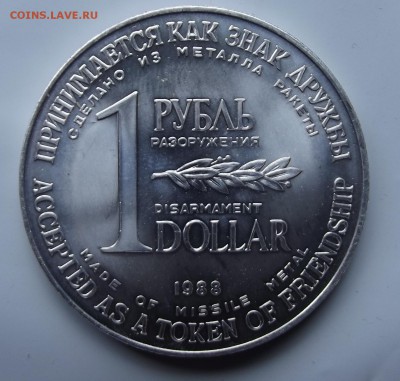 COINS.LAVE.RU
ПРИНИМАЕТСЯ КАК ЗНАК ДРУЖБЫ
СДЕЛАНО ИЗ МЕТАЛЛА РАКЕТЫ
1 РУБЛЬ
РАЗОРУЖЕНИЯ
DISARMAMENT
DOLLAR
1988
MADE OF MISSILE METAL
ACCEPTED AS A TOKEN OF FRIENDSHIP